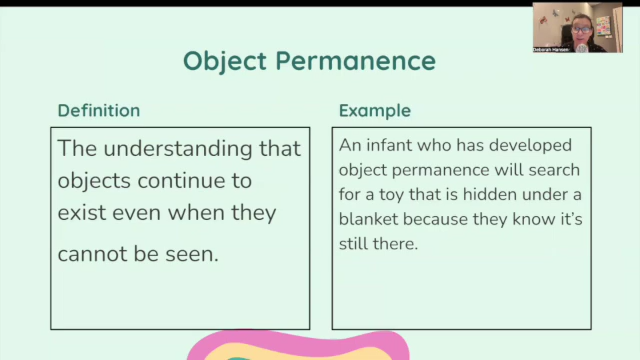 Deborah Hansen
Object Permanence
Definition
The understanding that
objects continue to
exist even when they
cannot be seen.
Example
An infant who has developed
object permanence will search
for a toy that is hidden under a
blanket because they know it's
still there.